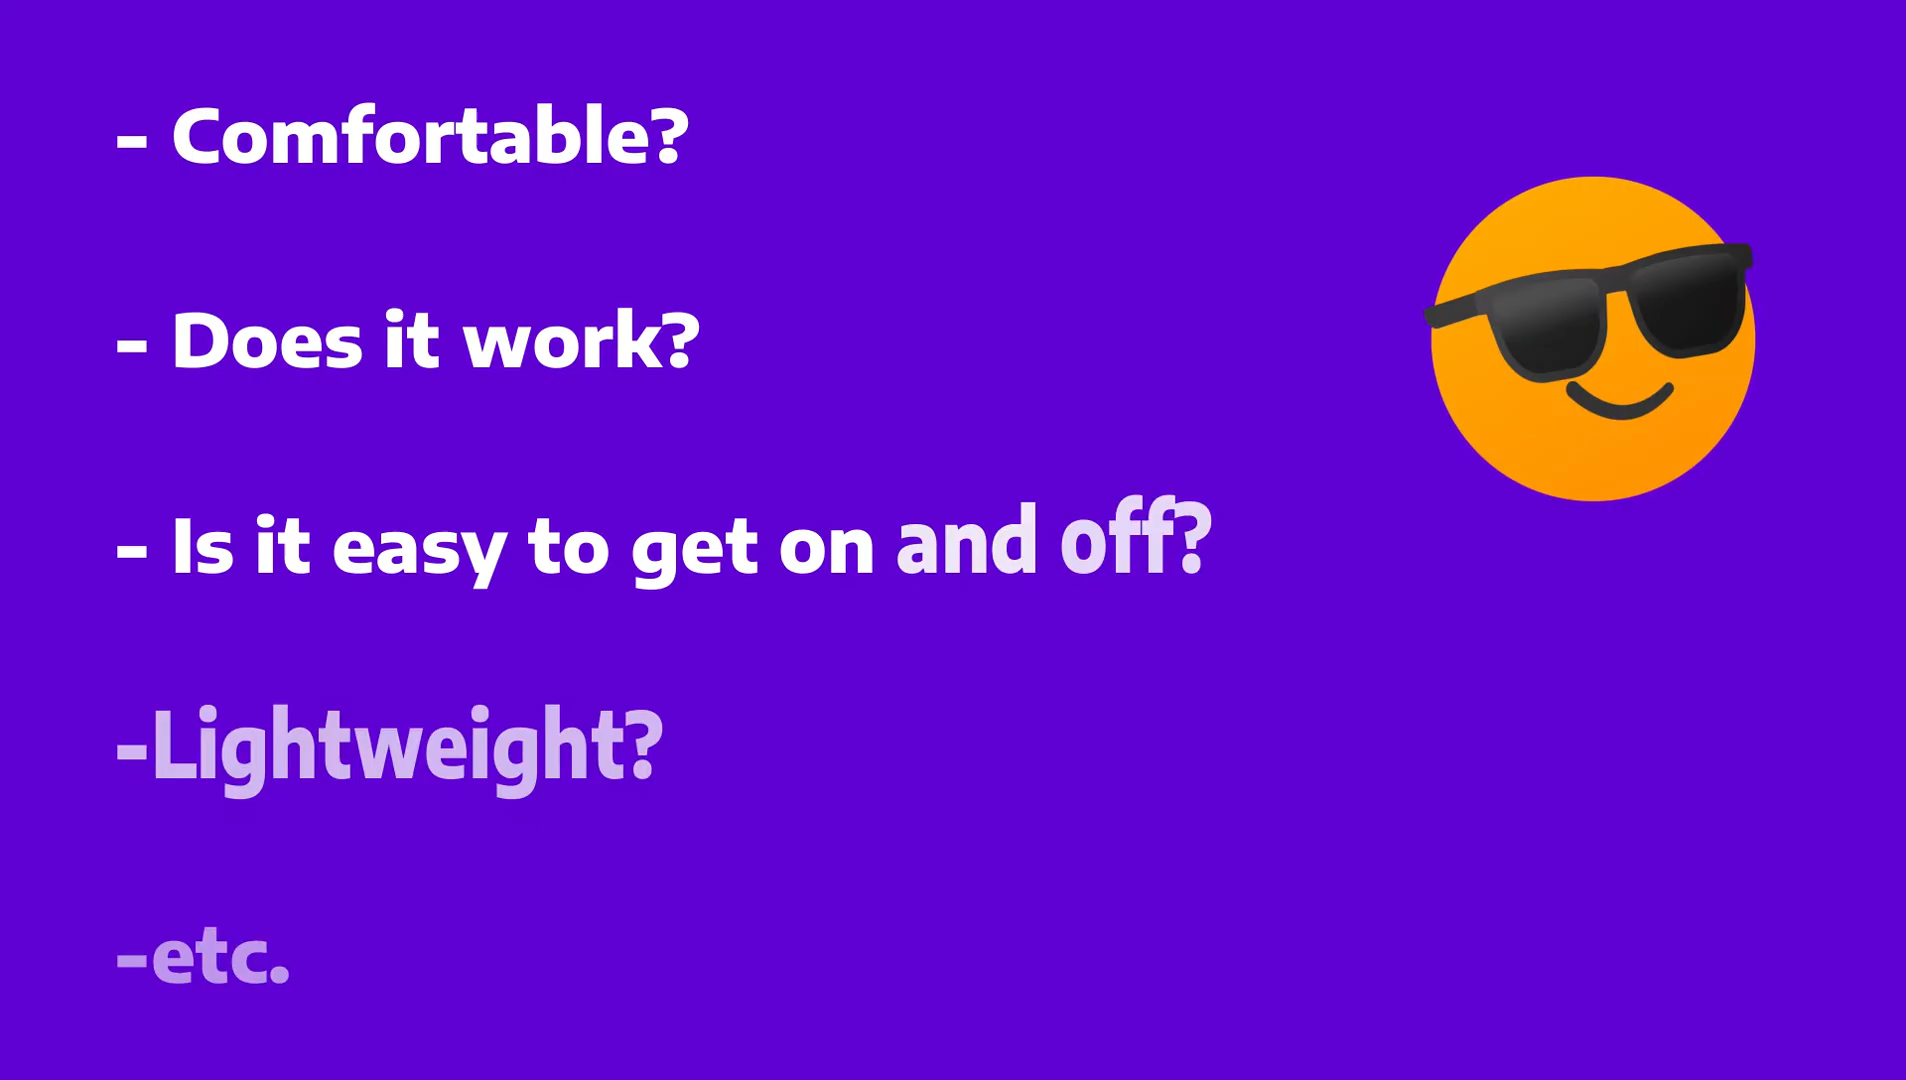 - Comfortable?
- Does it work?
- Is it easy to get on and off?
-Lightweight?
-etc.